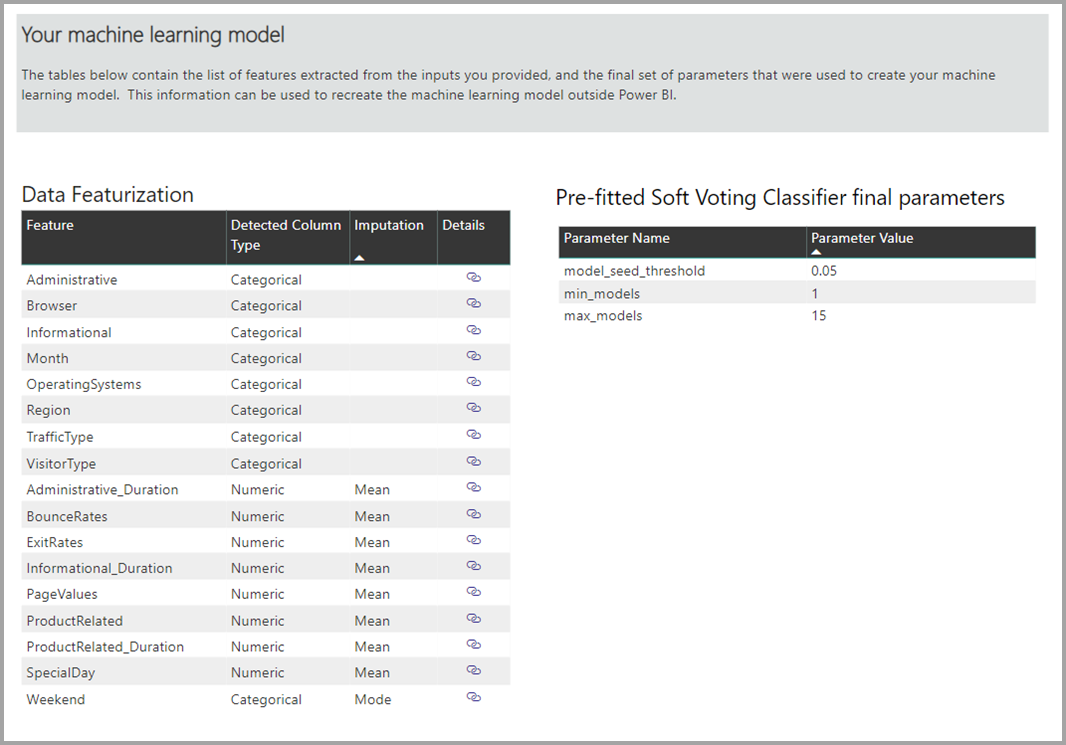 Your machine learning model
The tables below contain the list of features extracted from the inputs you provided, and the final set of parameters that were used to create your machine
learning model.  This information can be used to recreate the machine learning model outside Power BI.
Data Featurization
Feature Detected Column Imputation Details
Type
Administrative Categorical
Browser Categorical
Informational Categorical
Month Categorical
OperatingSystems Categorical
Region Categorical
TrafficType Categorical
VisitorType Categorical
Administrative_Duration Numeric Mean
BounceRates Numeric Mean
ExitRates Numeric Mean
Informational_Duration Numeric Mean
PageValues Numeric Mean
ProductRelated Numeric Mean
ProductRelated_Duration Numeric Mean
SpecialDay Numeric Mean
Weekend Categorical Mode
Pre-fitted Soft Voting Classifier final parameters
Parameter Name Parameter Value
model_seed_threshold 0.05
min_models 1
max_models 15